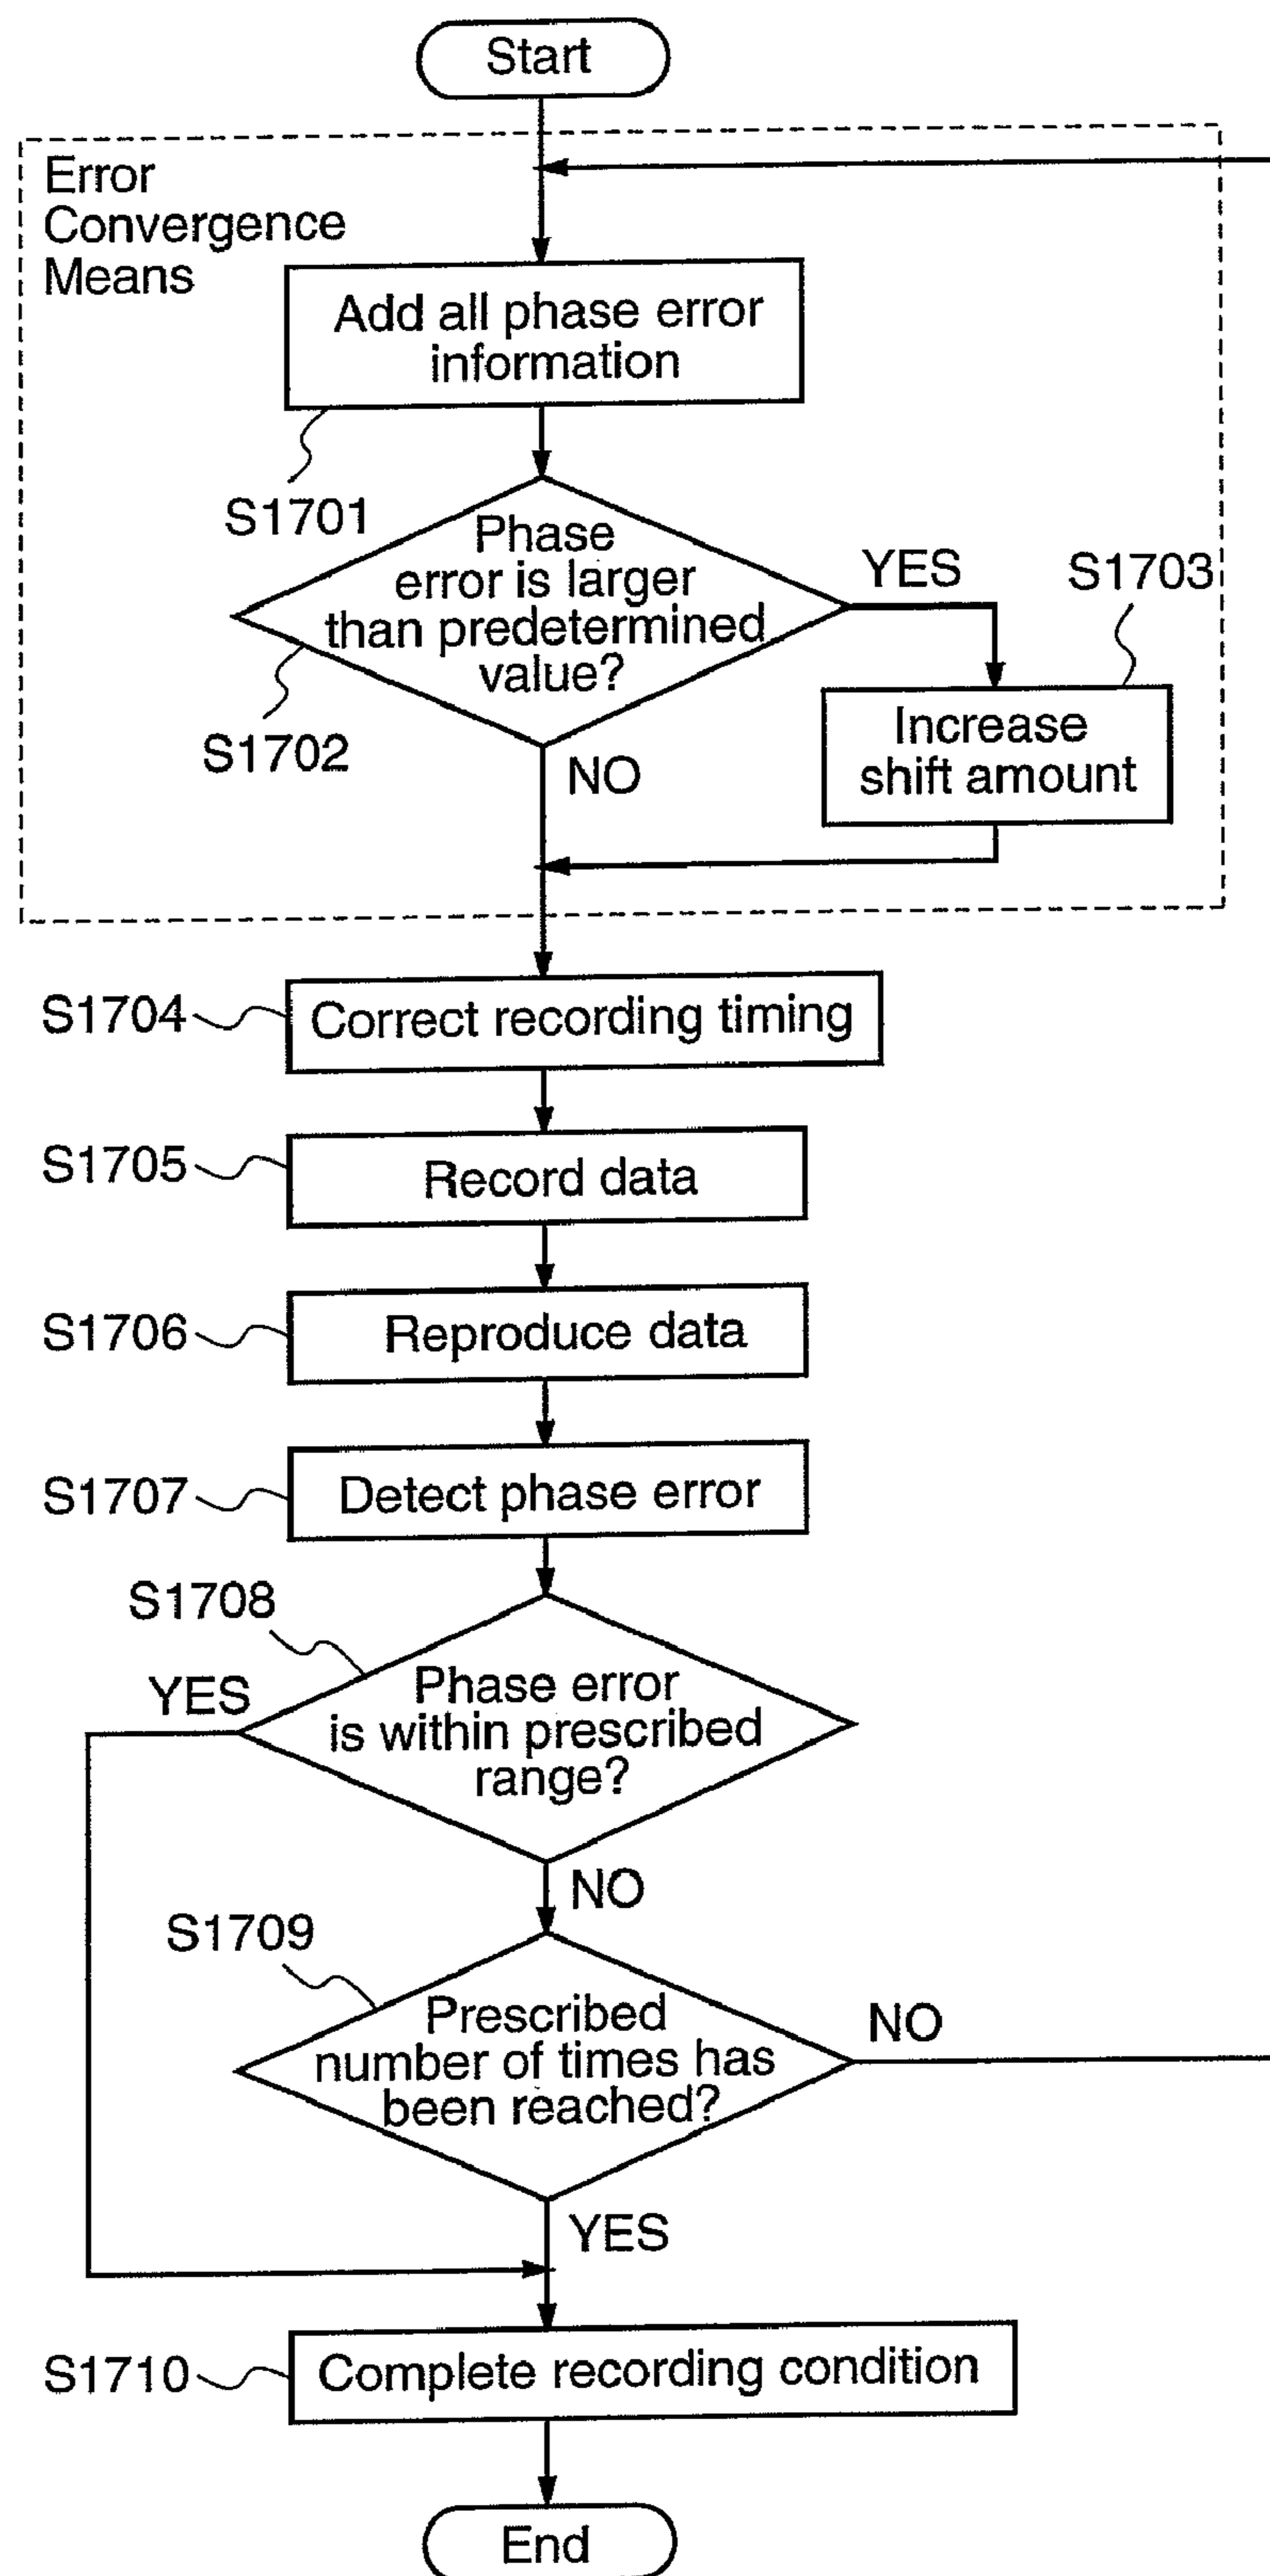 Start
Error
Convergence
Means
Add all phase error
information
S1701
Phase
error is larger
than predetermined
value?
YES
S1703
S1702
Increase
shift amount
NO
S1704
Correct recording timing
S1705
Record data
S1706
Reproduce data
S1707
Detect phase error
S1708
YES
Phase error
is within prescribed
range?
NO
S1709
Prescribed
number of times has
been reached?
NO
YES
S1710
Complete recording condition
End